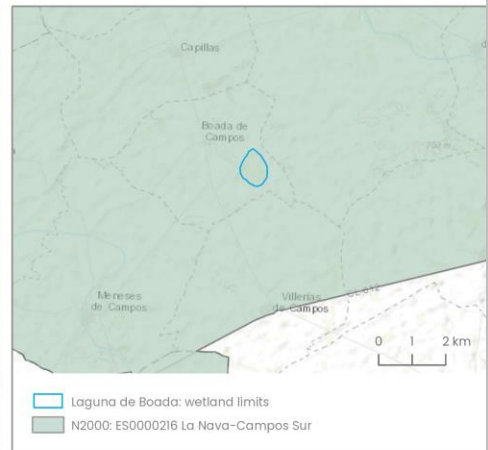 Capillas
Boada de
Campos
702 m
Meneses
de Campos
Villerías
de Campos
0 1 2 km
Laguna de Boada: wetland limits
N2000: ES0000216 La Nava-Campos Sur